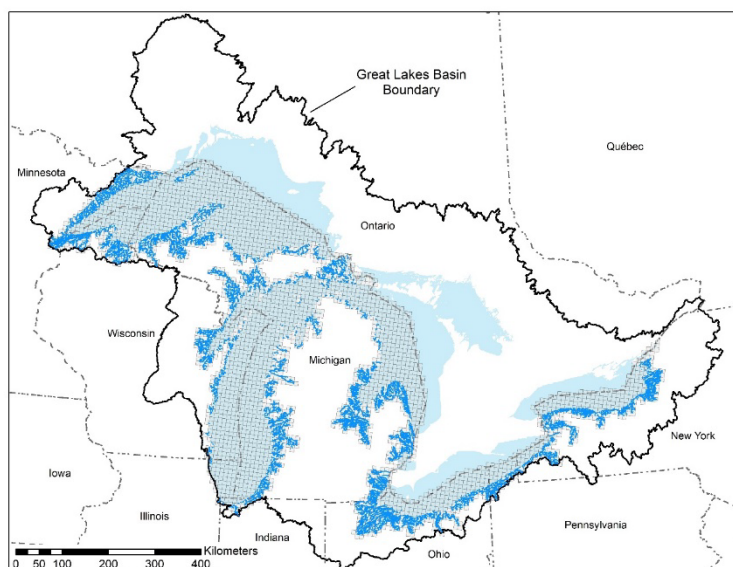 Great Lakes Basin
Boundary
Québec
Minnesota
Ontario
Wisconsin
Michigan
New York
Iowa
Illinois
Indiana
Ohio
Pennsylvania
Kilometers
0 50 100 200 300 400